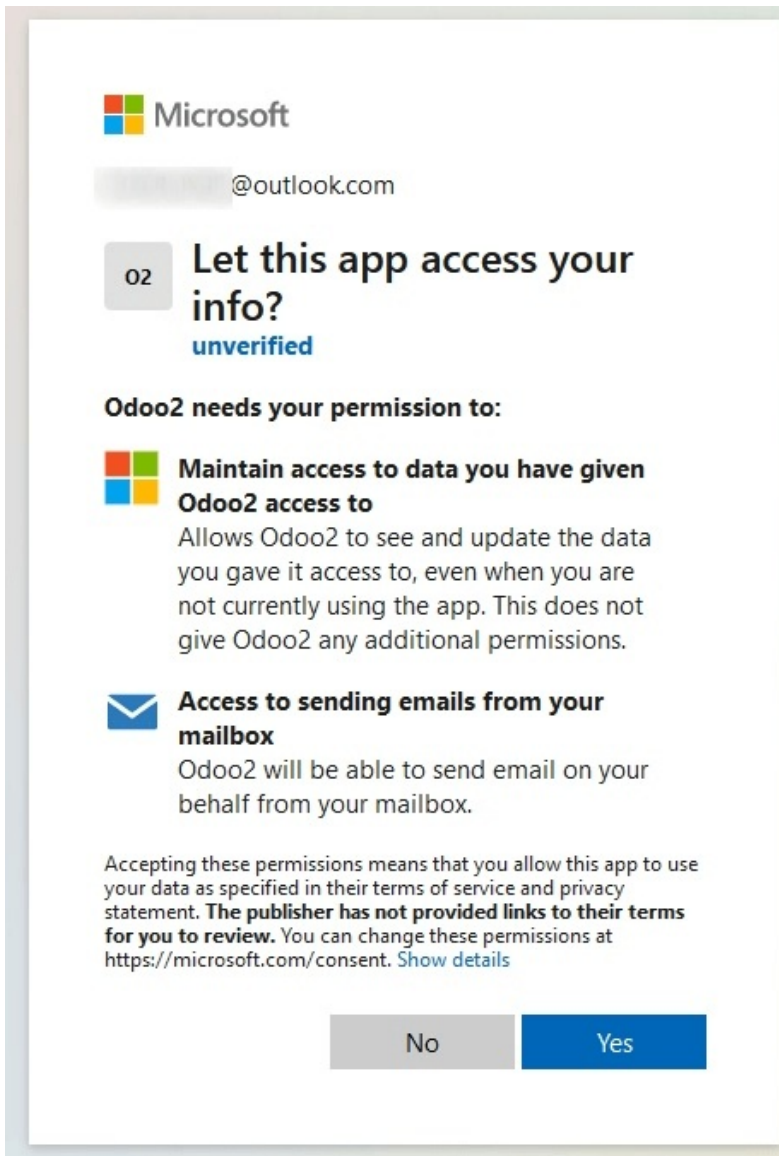 Microsoft
@outlook.com
O2
Let this app access your
info?
unverified
Odoo2 needs your permission to:
Maintain access to data you have given
Odoo2 access to
Allows Odoo2 to see and update the data
you gave it access to, even when you are
not currently using the app. This does not
give Odoo2 any additional permissions.
Access to sending emails from your
mailbox
Odoo2 will be able to send email on your
behalf from your mailbox.
Accepting these permissions means that you allow this app to use
your data as specified in their terms of service and privacy
statement. The publisher has not provided links to their terms
for you to review. You can change these permissions at
https://microsoft.com/consent. Show details
No
Yes